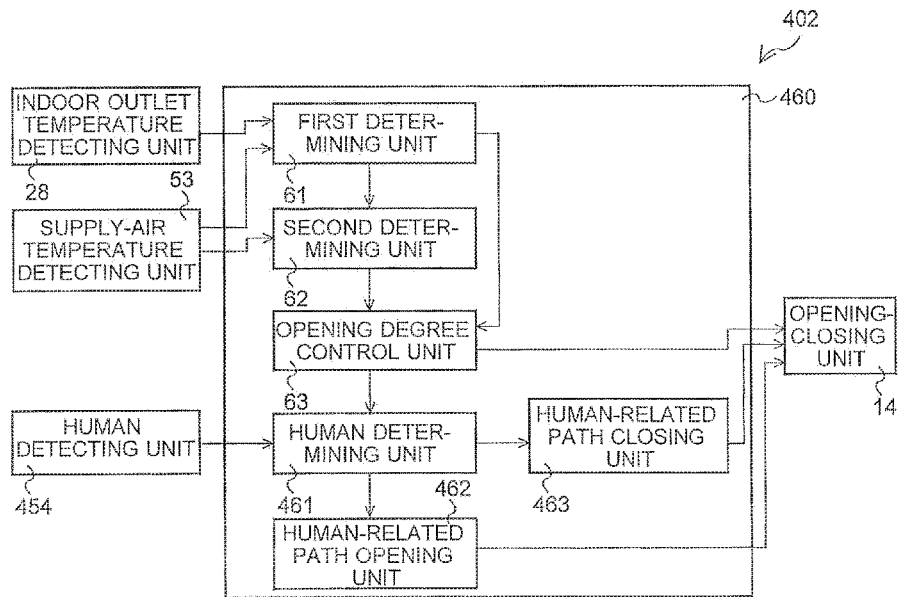 402
460
INDOOR OUTLET
TEMPERATURE
DETECTING UNIT
28
FIRST DETER-
MINING UNIT
61
53
SUPPLY-AIR
TEMPERATURE
DETECTING UNIT
SECOND DETER-
MINING UNIT
62
OPENING DEGREE
CONTROL UNIT
63
OPENING-
CLOSING
UNIT
14
HUMAN
DETECTING UNIT
454
HUMAN DETER-
MINING UNIT
461
HUMAN-RELATED
PATH CLOSING
UNIT
463
462
HUMAN-RELATED
PATH OPENING
UNIT